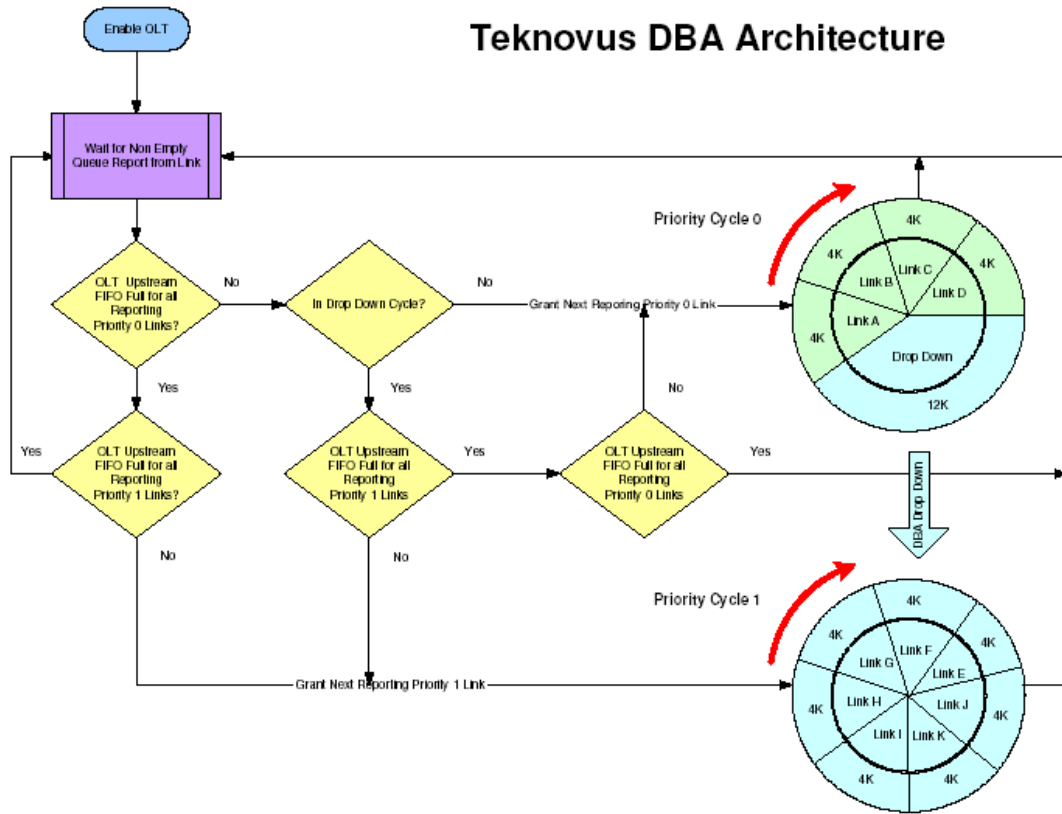 Teknovus DBA Architecture
Enable OLT
Wait for Non Empty
Queue Report from Link
OLT Upstream
FIFO Full for all
Reporting
Priority 0 Links?
No
In Drop Down Cycle?
No
Grant Next Reporting Priority 0 Link
Yes
Yes
No
Yes
OLT Upstream
FIFO Full for all
Reporting
Priority 1 Links?
No
OLT Upstream
FIFO Full for all
Reporting
Priority 1 Links
Yes
No
OLT Upstream
FIFO Full for all
Reporting
Priority 0 Links
Yes
Grant Next Reporting Priority 1 Link
Priority Cycle 0
4K
4K
4K
4K
Link A
Link B
Link C
Link D
Drop Down
12K
DBA Drop Down
Priority Cycle 1
4K
4K
4K
4K
4K
4K
4K
Link F
Link G
Link E
Link H
Link J
Link I
Link K